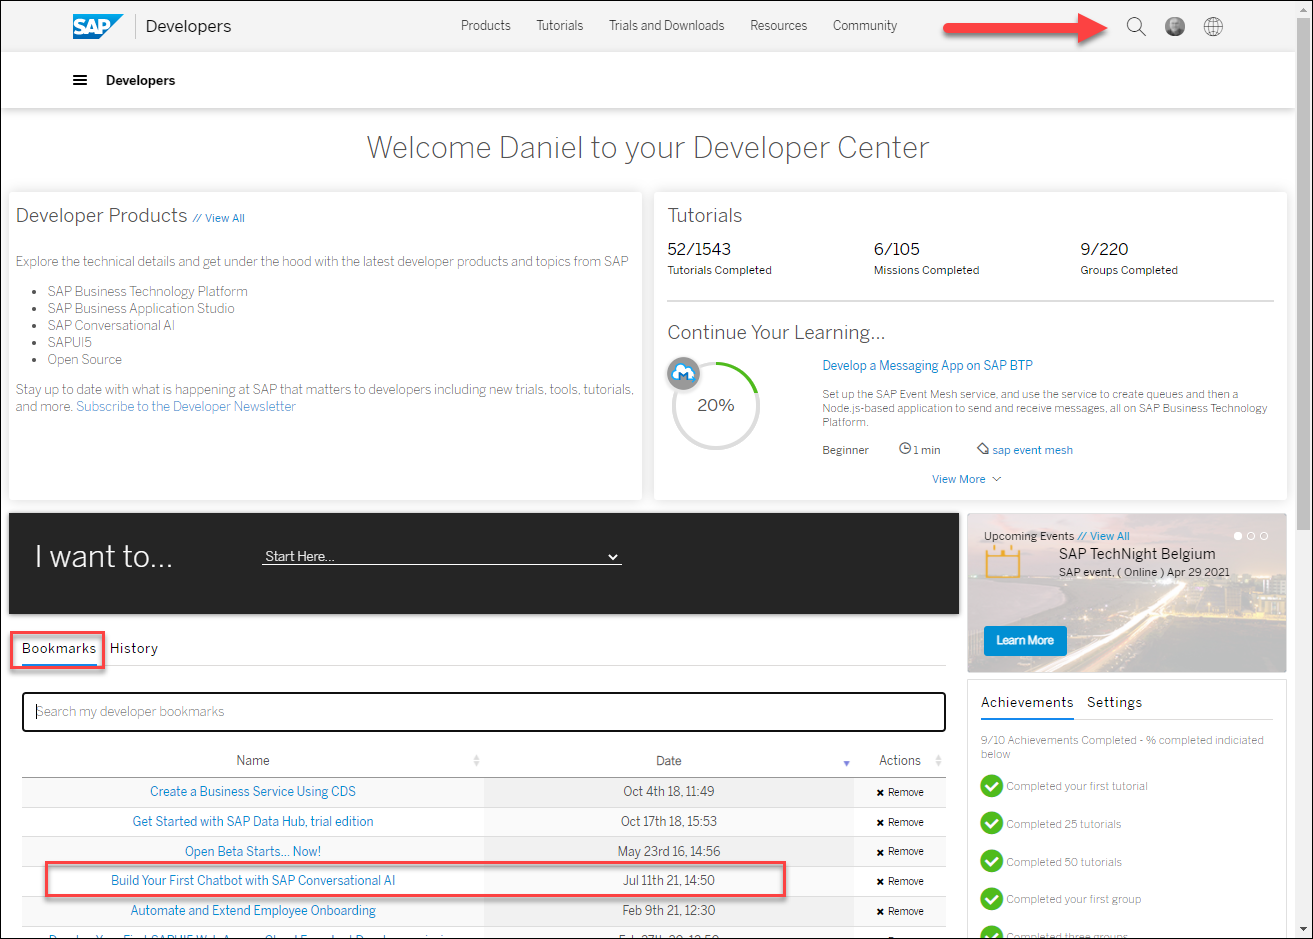 SAP Developers
Products Tutorials Trials and Downloads Resources Community
Developers
Welcome Daniel to your Developer Center
Developer Products // View All
Explore the technical details and get under the hood with the latest developer products and topics from SAP
SAP Business Technology Platform
SAP Business Application Studio
SAP Conversational AI
SAPUI5
Open Source
Stay up to date with what is happening at SAP that matters to developers including new trials, tools, tutorials,
and more. Subscribe to the Developer Newsletter
Tutorials
52/1543 6/105 9/220
Tutorials Completed Missions Completed Groups Completed
Continue Your Learning...
M
20%
Develop a Messaging App on SAP BTP
Set up the SAP Event Mesh service, and use the service to create queues and then a
Node.js-based application to send and receive messages, all on SAP Business Technology
Platform.
Beginner 1 min sap event mesh
View More
I want to... Start Here...
Upcoming Events // View All
SAP TechNight Belgium
SAP event, ( Online ) Apr 29 2021
Learn More
Bookmarks History
Search my developer bookmarks
Name Date Actions
Create a Business Service Using CDS Oct 4th 18, 11:49 Remove
Get Started with SAP Data Hub, trial edition Oct 17th 18, 15:53 Remove
Open Beta Starts... Now! May 23rd 16, 14:56 Remove
Build Your First Chatbot with SAP Conversational AI Jul 11th 21, 14:50 Remove
Automate and Extend Employee Onboarding Feb 9th 21, 12:30 Remove
Achievements Settings
9/10 Achievements Completed - % completed indiciated
below
Completed your first tutorial
Completed 25 tutorials
Completed 50 tutorials
Completed your first group
Completed three groups